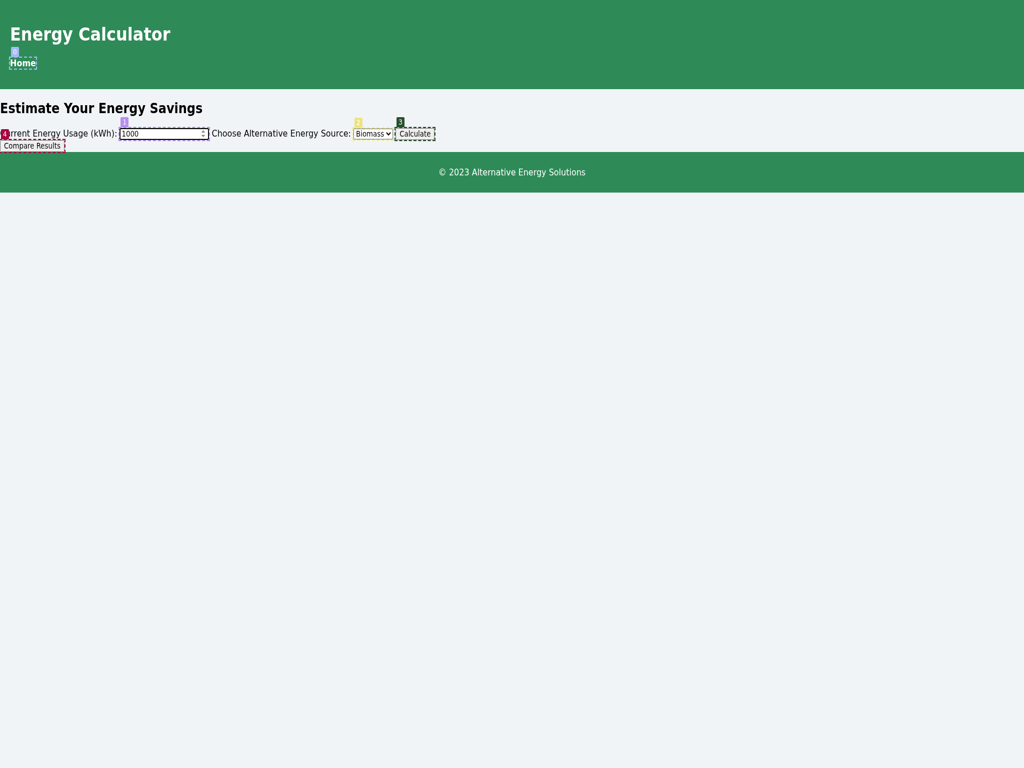 Energy Calculator
0
Home
Estimate Your Energy Savings
1 2 3
4 rrent Energy Usage (kWh): 1000 Choose Alternative Energy Source: Biomass Calculate
Compare Results
© 2023 Alternative Energy Solutions